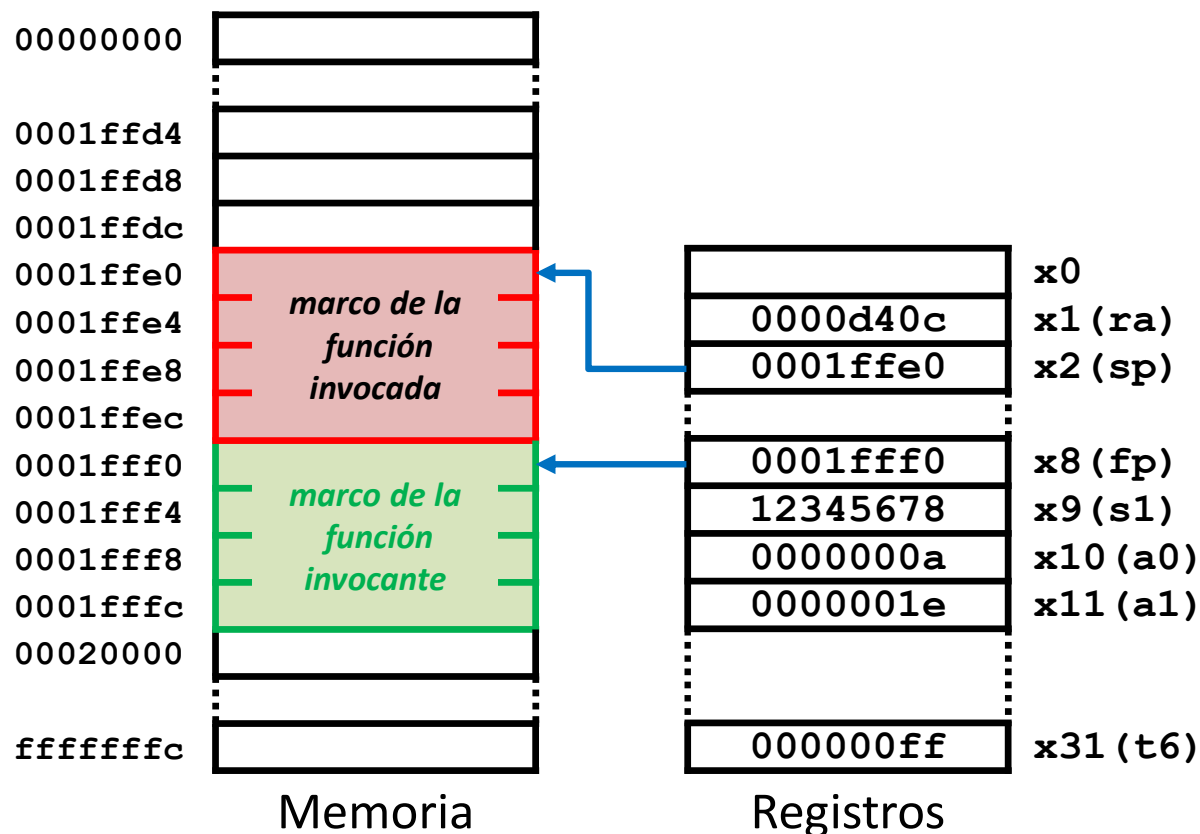 00000000
0001ffd4
0001ffd8
0001ffdc
0001ffe0
0001ffe4
0001ffe8
0001ffec
0001fff0
0001fff4
0001fff8
0001fffc
00020000
fffffffc
marco de la
función
invocada
marco de la
función
invocante
Memoria
x0
0000d40c x1(ra)
0001ffe0 x2(sp)
0001fff0 x8(fp)
12345678 x9(s1)
0000000a x10(a0)
0000001e x11(a1)
000000ff x31(t6)
Registros